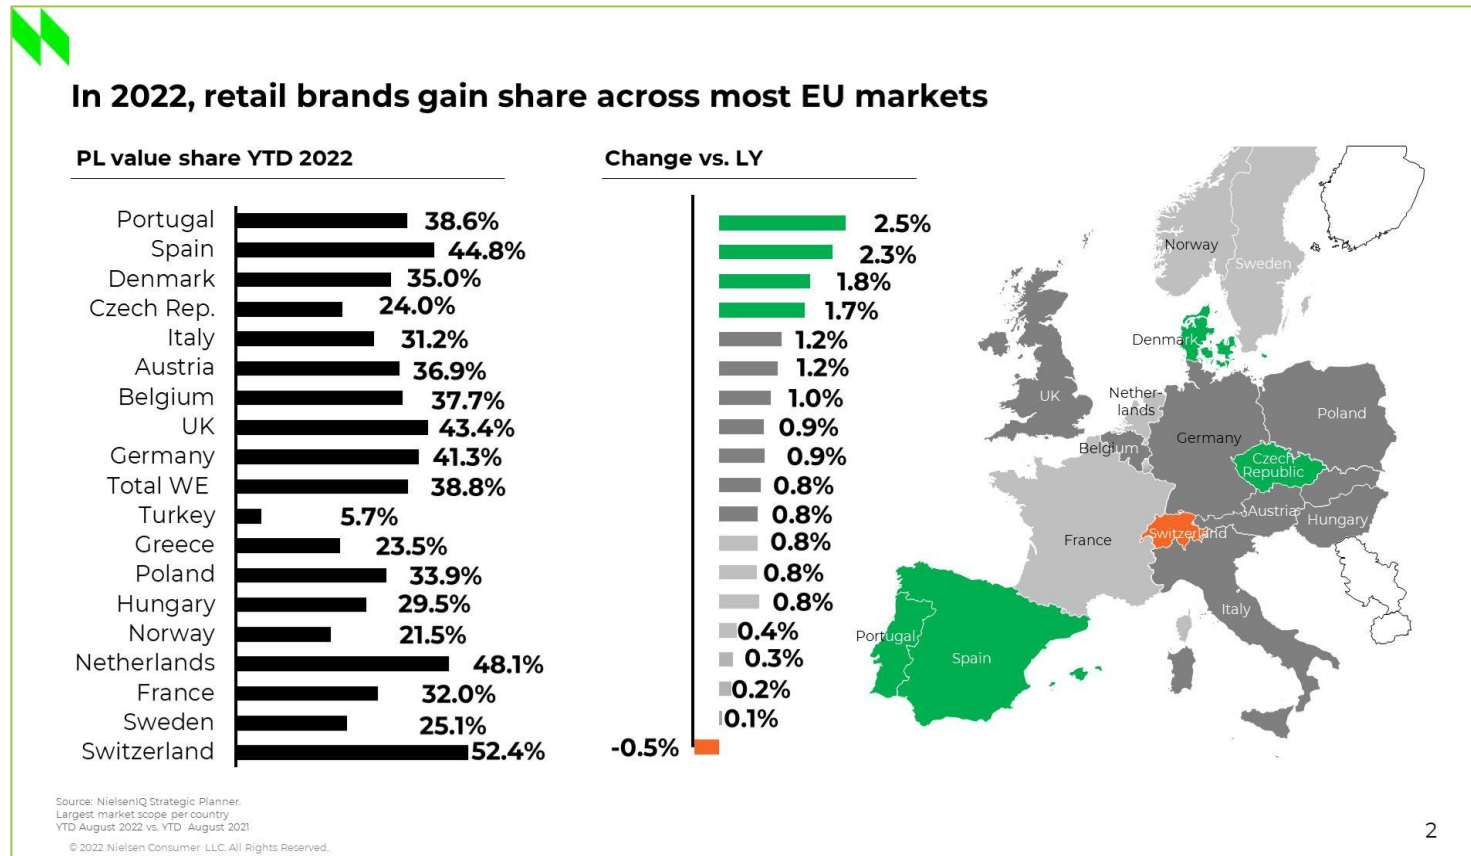 In 2022, retail brands gain share across most EU markets
PL value share YTD 2022
Change vs. LY
Portugal 38.6% 2.5%
Spain 44.8% 2.3%
Denmark 35.0% 1.8%
Czech Rep. 24.0% 1.7%
Italy 31.2% 1.2%
Austria 36.9% 1.2%
Belgium 37.7% 1.0%
UK 43.4% 0.9%
Germany 41.3% 0.9%
Total WE 38.8% 0.8%
Turkey 5.7% 0.8%
Greece 23.5% 0.8%
Poland 33.9% 0.8%
Hungary 29.5% 0.8%
Norway 21.5% 0.4%
Netherlands 48.1% 0.3%
France 32.0% 0.2%
Sweden 25.1% 0.1%
Switzerland 52.4% -0.5%
Norway
Sweden
Denmark
UK
Nether-
lands
Poland
Germany
Belgium
Czech
Republic
Austria
Hungary
Switzerland
France
Italy
Portugal
Spain
Source: NielsenIQ Strategic Planner.
Largest market scope per country
YTD August 2022 vs. YTD August 2021
© 2022 Nielsen Consumer LLC. All Rights Reserved.
2